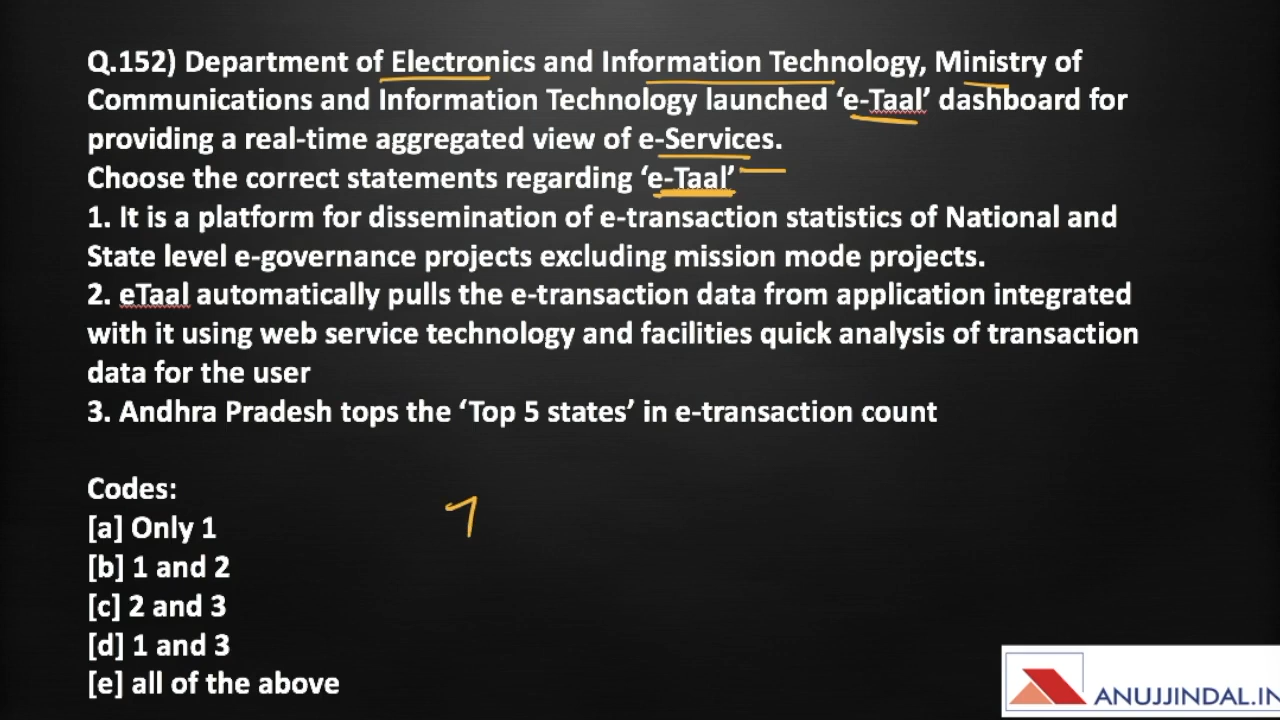 Q.152) Department of Electronics and Information Technology, Ministry of
Communications and Information Technology launched ‘e-Taal’ dashboard for
providing a real-time aggregated view of e-Services.
Choose the correct statements regarding ‘e-Taal’
1. It is a platform for dissemination of e-transaction statistics of National and
State level e-governance projects excluding mission mode projects.
2. eTaal automatically pulls the e-transaction data from application integrated
with it using web service technology and facilities quick analysis of transaction
data for the user
3. Andhra Pradesh tops the ‘Top 5 states’ in e-transaction count
Codes:
[a] Only 1
[b] 1 and 2
[c] 2 and 3
[d] 1 and 3
[e] all of the above
ANUJJINDAL.IN